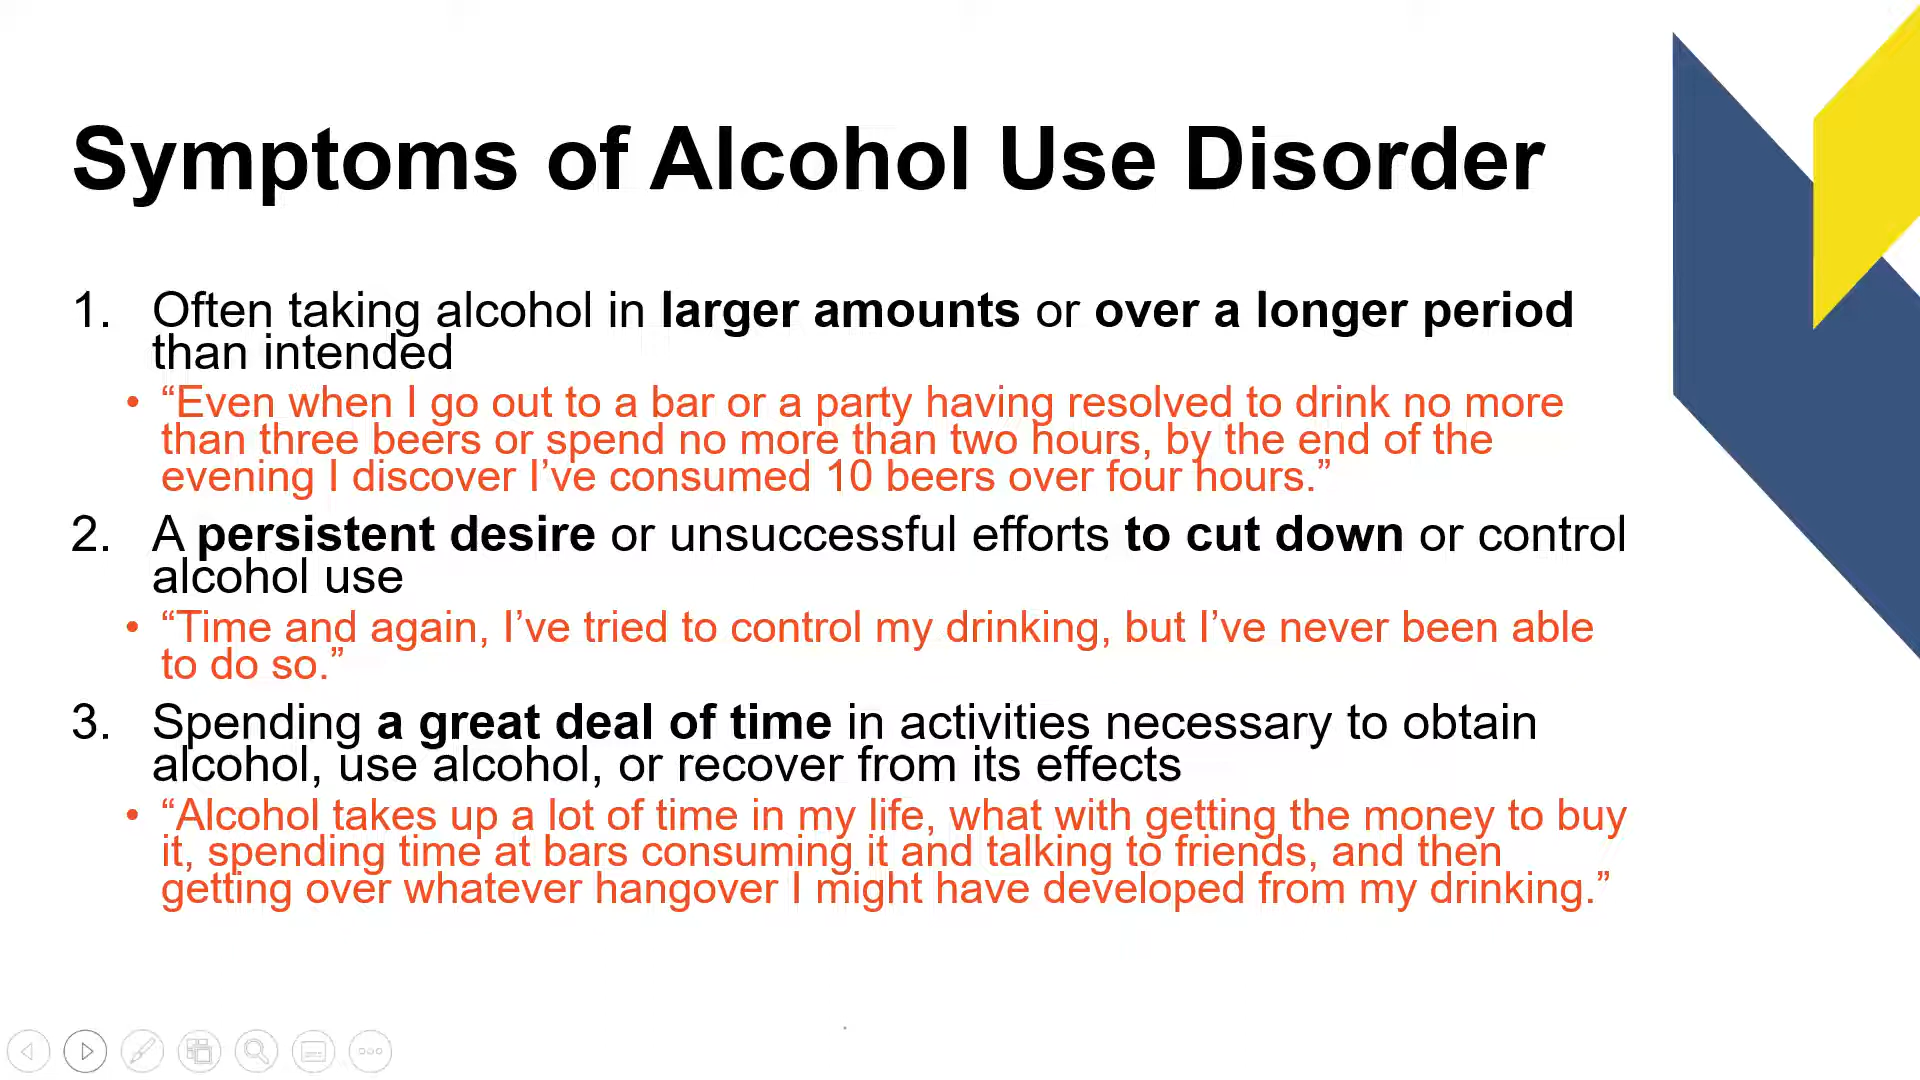 Symptoms of Alcohol Use Disorder
1. Often taking alcohol in larger amounts or over a longer period
than intended
• “Even when I go out to a bar or a party having resolved to drink no more
than three beers or spend no more than two hours, by the end of the
evening I discover I’ve consumed 10 beers over four hours.”
2. A persistent desire or unsuccessful efforts to cut down or control
alcohol use
• “Time and again, I’ve tried to control my drinking, but I’ve never been able
to do so.”
3. Spending a great deal of time in activities necessary to obtain
alcohol, use alcohol, or recover from its effects
• “Alcohol takes up a lot of time in my life, what with getting the money to buy
it, spending time at bars consuming it and talking to friends, and then
getting over whatever hangover I might have developed from my drinking.”